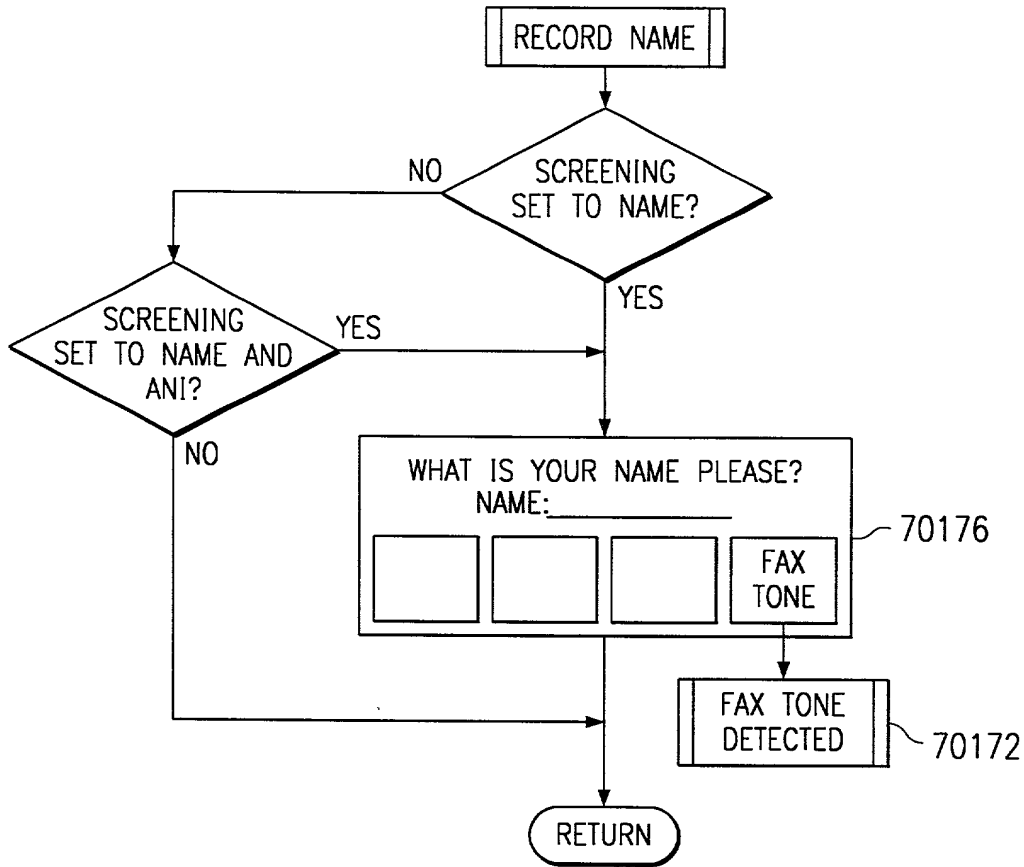 RECORD NAME
SCREENING
SET TO NAME?
NO
YES
SCREENING
SET TO NAME AND
ANI?
YES
NO
WHAT IS YOUR NAME PLEASE?
NAME:____________
FAX
TONE
70176
FAX TONE
DETECTED
70172
RETURN